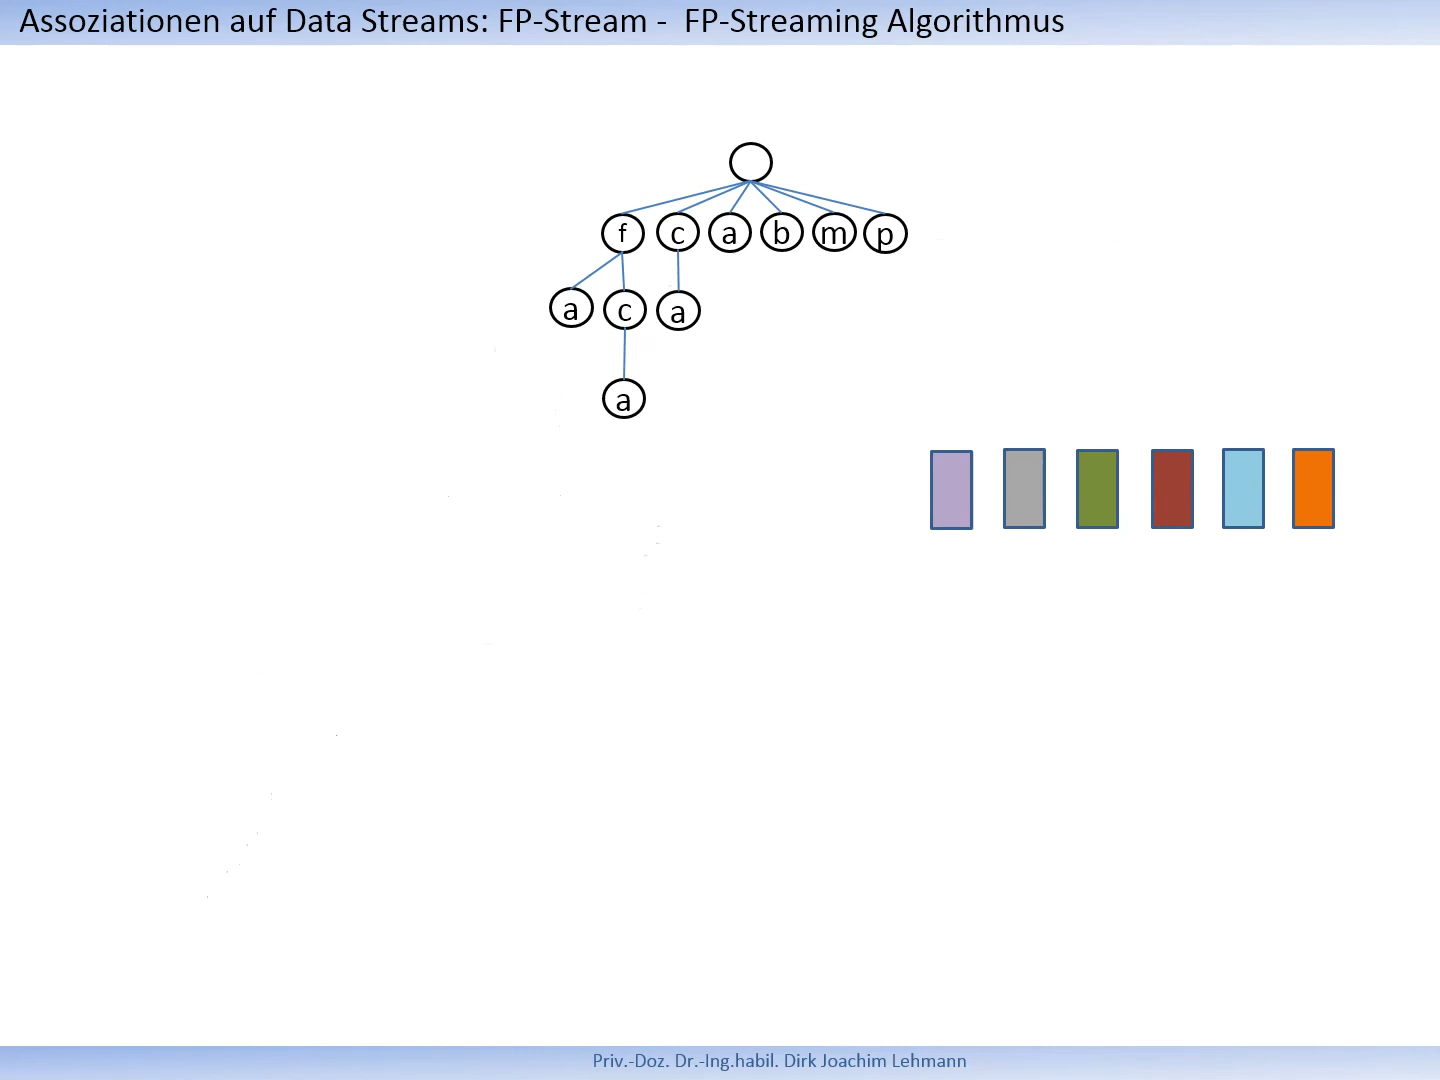 Assoziationen auf Data Streams: FP-Stream - FP-Streaming Algorithmus
f c a b m p
a c a
a
Priv.-Doz. Dr.-Ing.habil. Dirk Joachim Lehmann